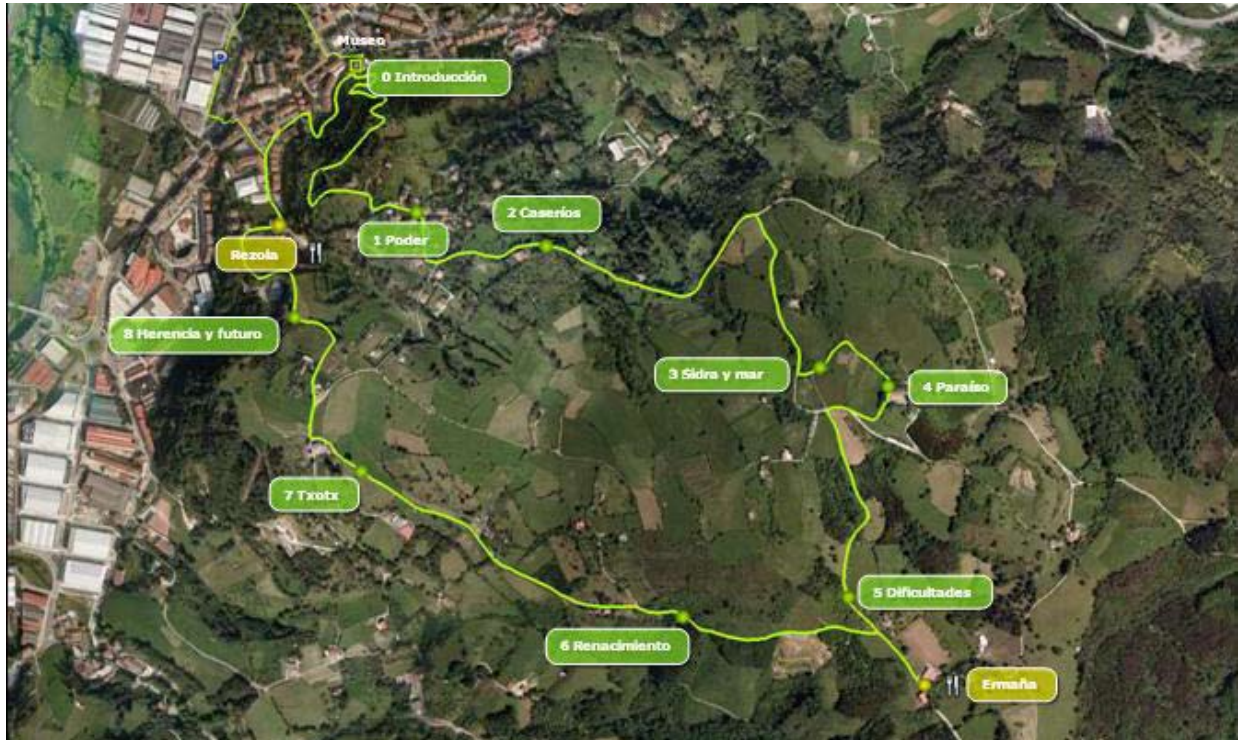 Museo
P
0 Introducción
2 Caseríos
1 Poder
Rezola
8 Herencia y futuro
3 Sidra y mar
4 Paraíso
7 Txotx
5 Dificultades
6 Renacimiento
Ermaña